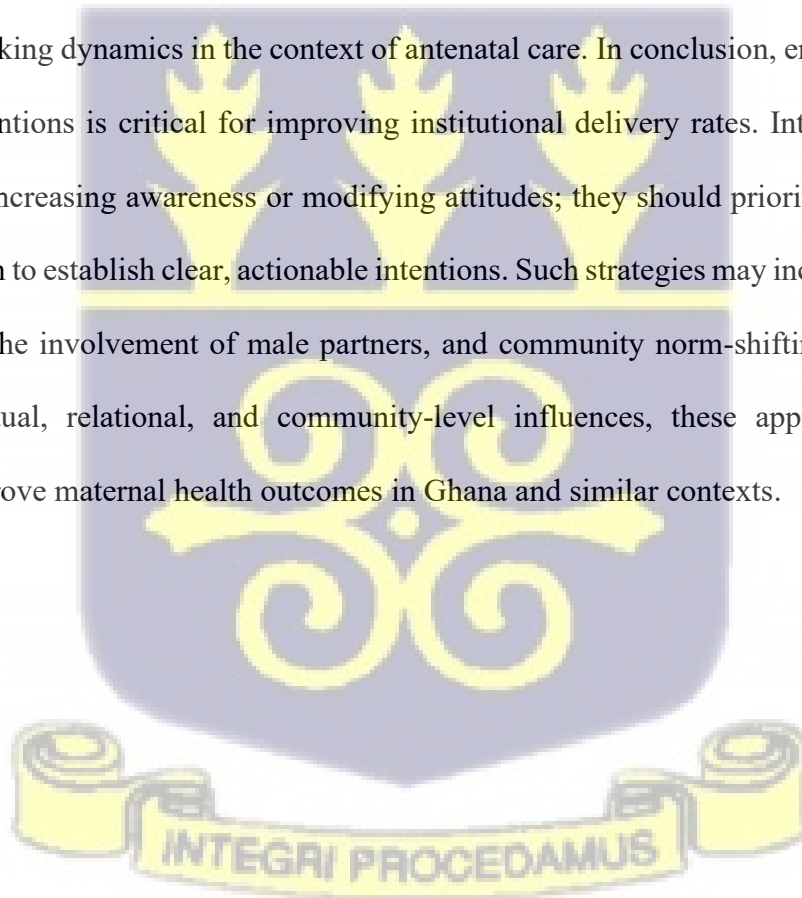 king dynamics in the context of antenatal care. In conclusion, en
ntions is critical for improving institutional delivery rates. Int
ncreasing awareness or modifying attitudes; they should priori
n to establish clear, actionable intentions. Such strategies may inc
he involvement of male partners, and community norm-shiftin
ual, relational, and community-level influences, these app
rove maternal health outcomes in Ghana and similar contexts.
INTEGRI PROCEDAMUS